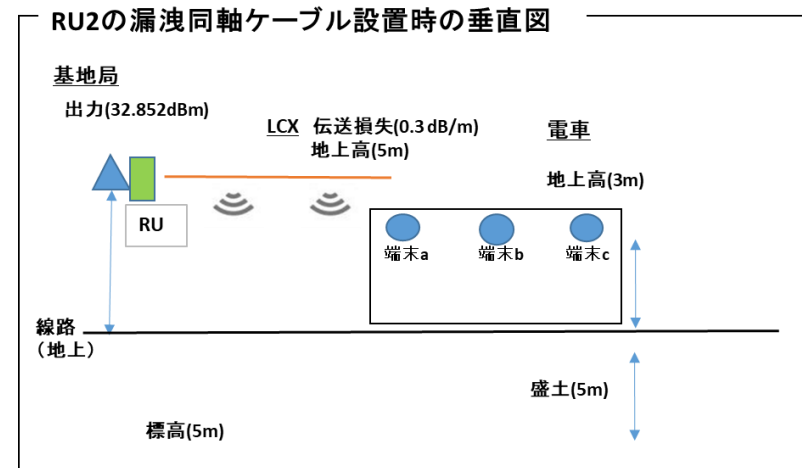 RU2の漏洩同軸ケーブル設置時の垂直図
基地局
出力(32.852dBm)
LCX 伝送損失(0.3 dB/m)
地上高(5m)
電車
地上高(3m)
RU
端末a
端末b
端末c
線路
（地上）
盛土(5m)
標高(5m)